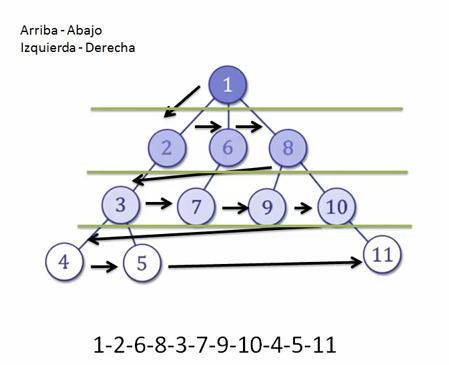 Arriba - Abajo
Izquierda - Derecha
1
2 6 8
3 7 9 10
4 5 11
1-2-6-8-3-7-9-10-4-5-11